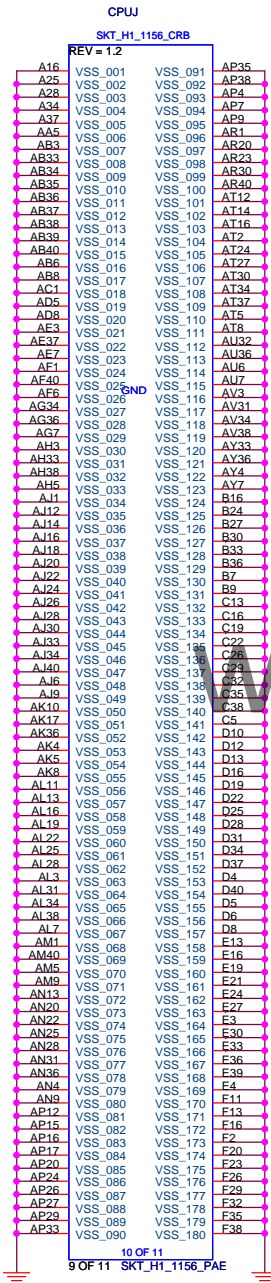 CPUJ
SKT_H1_1156_CRB
REV = 1.2
A16 VSS_001 VSS_091 AP35
A25 VSS_002 VSS_092 AP38
A28 VSS_003 VSS_093 AP4
A34 VSS_004 VSS_094 AP7
A37 VSS_005 VSS_095 AP9
AA5 VSS_006 VSS_096 AR1
AB3 VSS_007 VSS_097 AR20
AB33 VSS_008 VSS_098 AR23
AB34 VSS_009 VSS_099 AR30
AB35 VSS_010 VSS_100 AR40
AB36 VSS_011 VSS_101 AT12
AB37 VSS_012 VSS_102 AT14
AB38 VSS_013 VSS_103 AT16
AB39 VSS_014 VSS_104 AT2
AB40 VSS_015 VSS_105 AT24
AB6 VSS_016 VSS_106 AT27
AB8 VSS_017 VSS_107 AT30
AC1 VSS_018 VSS_108 AT34
AD5 VSS_019 VSS_109 AT37
AD8 VSS_020 VSS_110 AT5
AE3 VSS_021 VSS_111 AT8
AE37 VSS_022 VSS_112 AU32
AE7 VSS_023 VSS_113 AU36
AF1 VSS_024 VSS_114 AU6
AF40 VSS_025 VSS_115 AU7
GND
AF6 VSS_026 VSS_116 AV3
AG34 VSS_027 VSS_117 AV31
AG36 VSS_028 VSS_118 AV34
AG7 VSS_029 VSS_119 AV38
AH3 VSS_030 VSS_120 AY33
AH33 VSS_031 VSS_121 AY36
AH38 VSS_032 VSS_122 AY4
AH5 VSS_033 VSS_123 AY7
AJ1 VSS_034 VSS_124 B16
AJ12 VSS_035 VSS_125 B24
AJ14 VSS_036 VSS_126 B27
AJ16 VSS_037 VSS_127 B30
AJ18 VSS_038 VSS_128 B33
AJ20 VSS_039 VSS_129 B36
AJ22 VSS_040 VSS_130 B7
AJ24 VSS_041 VSS_131 B9
AJ26 VSS_042 VSS_132 C13
AJ28 VSS_043 VSS_133 C16
AJ30 VSS_044 VSS_134 C19
AJ33 VSS_045 VSS_135 C22
AJ34 VSS_046 VSS_136 C28
AJ40 VSS_047 VSS_137 C29
AJ6 VSS_048 VSS_138 C32
AJ9 VSS_049 VSS_139 C35
AK10 VSS_050 VSS_140 C38
AK17 VSS_051 VSS_141 C5
AK36 VSS_052 VSS_142 D10
AK4 VSS_053 VSS_143 D12
AK5 VSS_054 VSS_144 D13
AK8 VSS_055 VSS_145 D16
AL11 VSS_056 VSS_146 D19
AL13 VSS_057 VSS_147 D22
AL16 VSS_058 VSS_148 D25
AL19 VSS_059 VSS_149 D28
AL22 VSS_060 VSS_150 D31
AL25 VSS_061 VSS_151 D34
AL28 VSS_062 VSS_152 D37
AL3 VSS_063 VSS_153 D4
AL31 VSS_064 VSS_154 D40
AL34 VSS_065 VSS_155 D5
AL38 VSS_066 VSS_156 D6
AL7 VSS_067 VSS_157 D8
AM1 VSS_068 VSS_158 E13
AM40 VSS_069 VSS_159 E16
AM5 VSS_070 VSS_160 E19
AM9 VSS_071 VSS_161 E21
AN13 VSS_072 VSS_162 E24
AN20 VSS_073 VSS_163 E27
AN22 VSS_074 VSS_164 E3
AN25 VSS_075 VSS_165 E30
AN28 VSS_076 VSS_166 E33
AN31 VSS_077 VSS_167 E36
AN36 VSS_078 VSS_168 E39
AN4 VSS_079 VSS_169 E4
AN9 VSS_080 VSS_170 F11
AP12 VSS_081 VSS_171 F13
AP15 VSS_082 VSS_172 F16
AP16 VSS_083 VSS_173 F2
AP17 VSS_084 VSS_174 F20
AP20 VSS_085 VSS_175 F23
AP24 VSS_086 VSS_176 F26
AP26 VSS_087 VSS_177 F29
AP27 VSS_088 VSS_178 F32
AP29 VSS_089 VSS_179 F35
AP33 VSS_090 VSS_180 F38
10 OF 11
9 OF 11 SKT_H1_1156_PAE